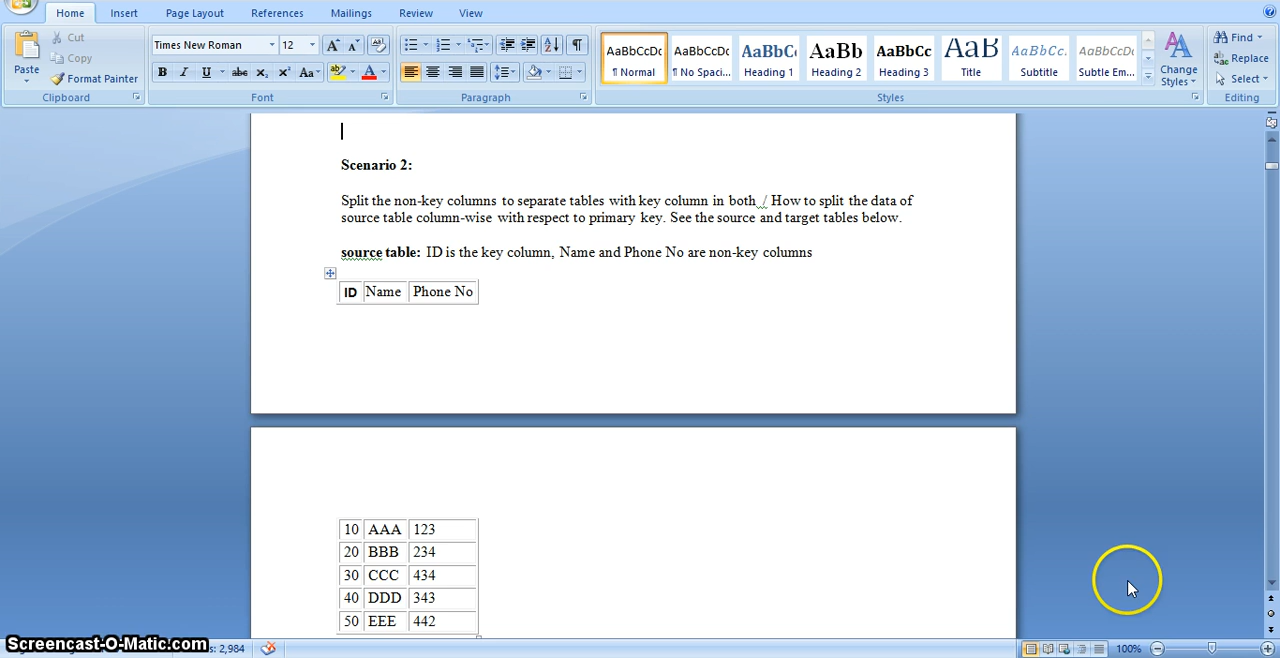 Home Insert Page Layout References Mailings Review View
Cut
Copy
Format Painter
Paste
Clipboard
Times New Roman 12
Font
Paragraph
AaBbCcDc AaBbCcDc AaBbC AaBb AaBbCc AaB AaBbCc. AaBbCcDc
¶ Normal ¶ No Spaci... Heading 1 Heading 2 Heading 3 Title Subtitle Subtle Em...
Change Styles
Styles
Find
Replace
Select
Editing
Scenario 2:
Split the non-key columns to separate tables with key column in both / How to split the data of
source table column-wise with respect to primary key. See the source and target tables below.
source table: ID is the key column, Name and Phone No are non-key columns
ID Name Phone No
10 AAA 123
20 BBB 234
30 CCC 434
40 DDD 343
50 EEE 442
Screencast-O-Matic.com
: 2,984
100%